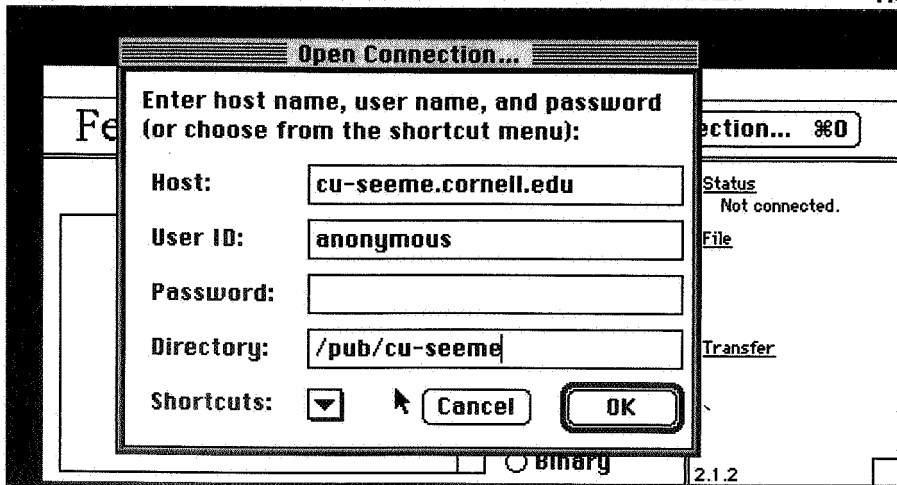 Open Connection...
Enter host name, user name, and password
(or choose from the shortcut menu):
Host: cu-seeme.cornell.edu
User ID: anonymous
Password:
Directory: /pub/cu-seeme
Shortcuts:
Cancel
OK
Fe
ection... ⌘O
Status
Not connected.
File
Transfer
Binary
2.1.2